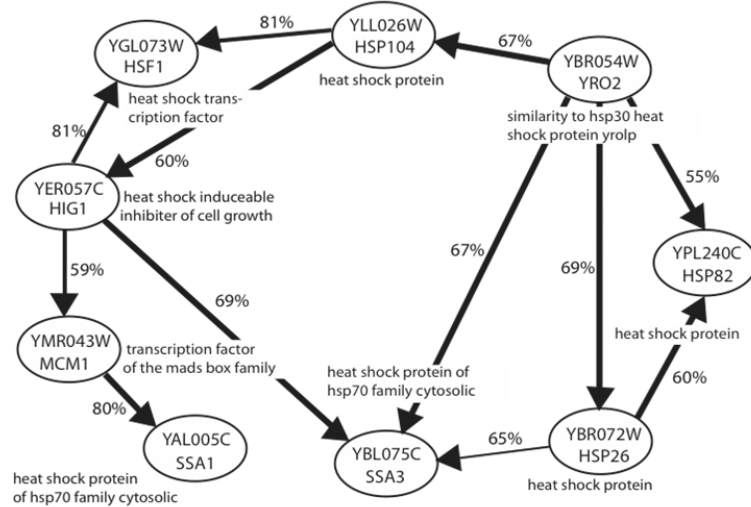 81%
YGL073W
HSF1
YLL026W
HSP104
67%
YBR054W
YRO2
heat shock protein
heat shock trans-
cription factor
similarity to hsp30 heat
shock protein yrolp
81%
60%
55%
YER057C
HIG1
heat shock induceable
inhibiter of cell growth
67%
69%
YPL240C
HSP82
59%
69%
heat shock protein
YMR043W
MCM1
transcription factor
of the mads box family
heat shock protein of
hsp70 family cytosolic
60%
80%
YAL005C
SSA1
YBL075C
SSA3
65%
YBR072W
HSP26
heat shock protein
of hsp70 family cytosolic
heat shock protein